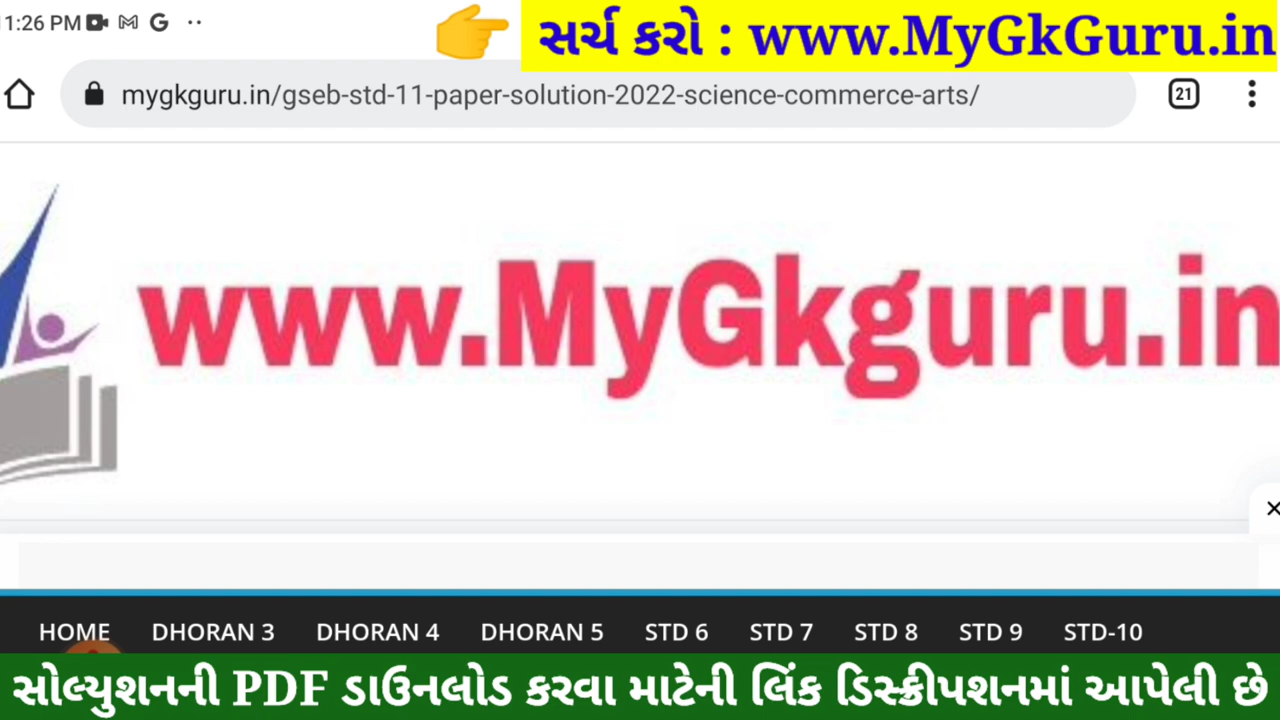 11:26 PM
👉 સર્ચ કરો : www.MyGkGuru.in
mygkguru.in/gseb-std-11-paper-solution-2022-science-commerce-arts/
21
www.MyGkguru.in
HOME DHORAN 3 DHORAN 4 DHORAN 5 STD 6 STD 7 STD 8 STD 9 STD-10
સોલ્યુશનની PDF ડાઉનલોડ કરવા માટેની લિંક ડિસ્ક્રીપશનમાં આપેલી છે